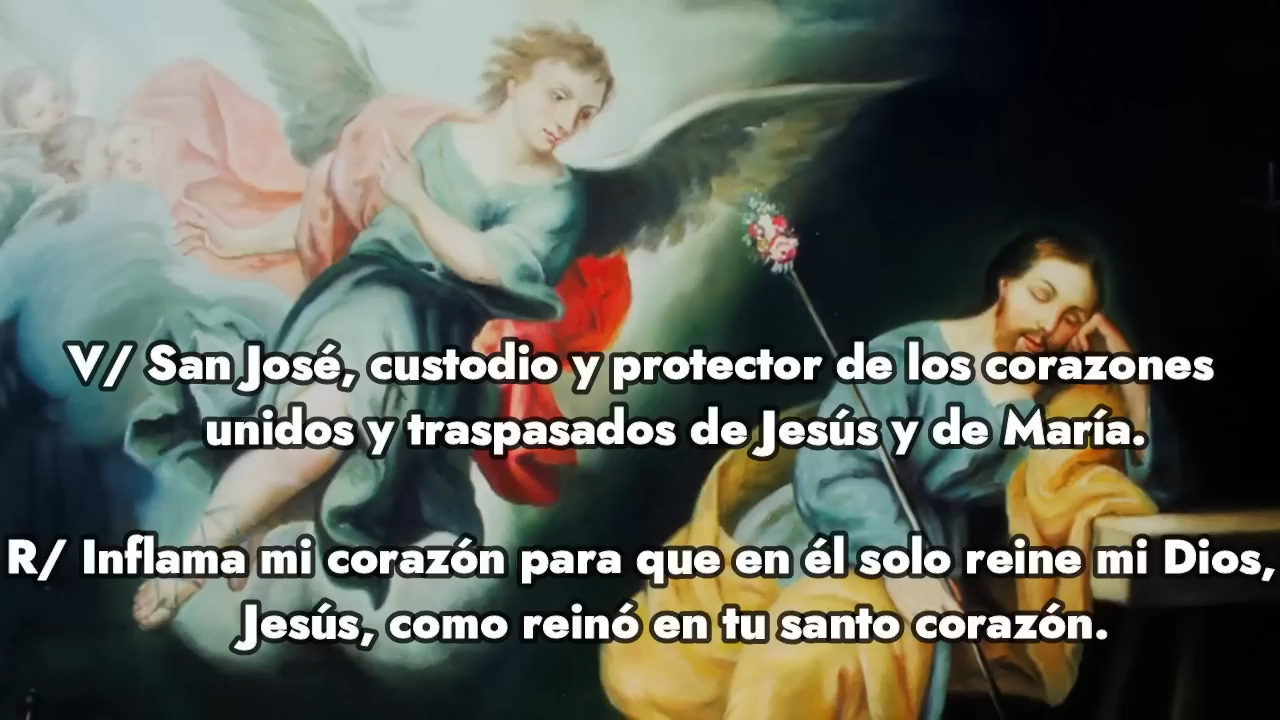 V/ San José, custodio y protector de los corazones
unidos y traspasados de Jesús y de María.
R/ Inflama mi corazón para que en él solo reine mi Dios,
Jesús, como reinó en tu santo corazón.